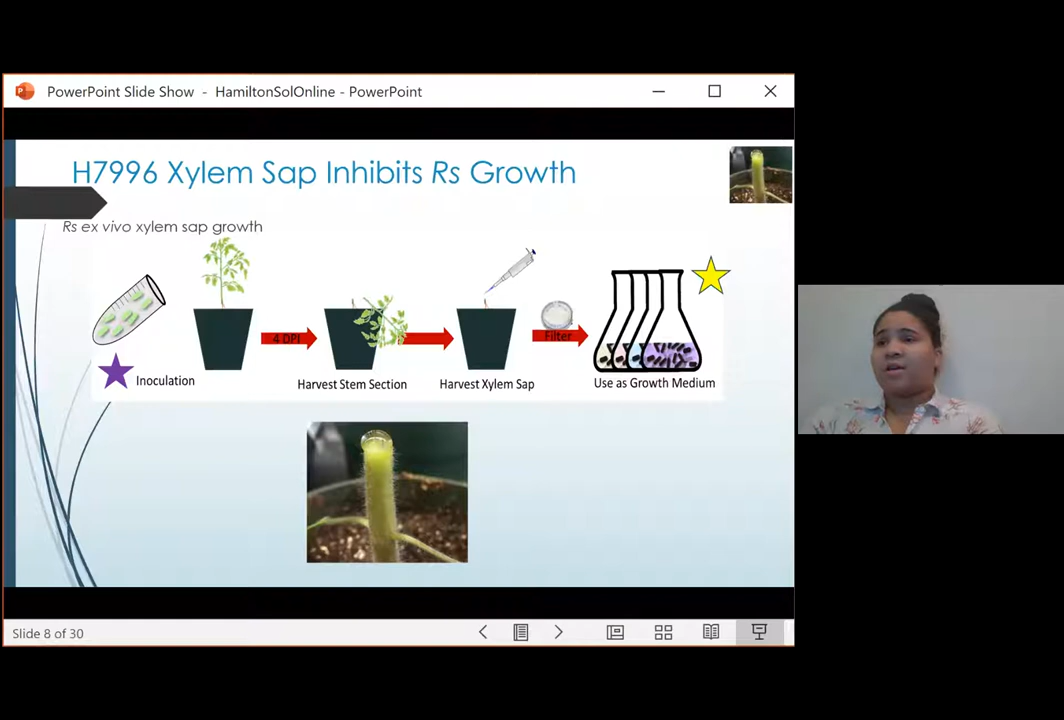 PowerPoint Slide Show - HamiltonSolOnline - PowerPoint
H7996 Xylem Sap Inhibits Rs Growth
Rs ex vivo xylem sap growth
4 DPI
Filter
Inoculation
Harvest Stem Section
Harvest Xylem Sap
Use as Growth Medium
Slide 8 of 30